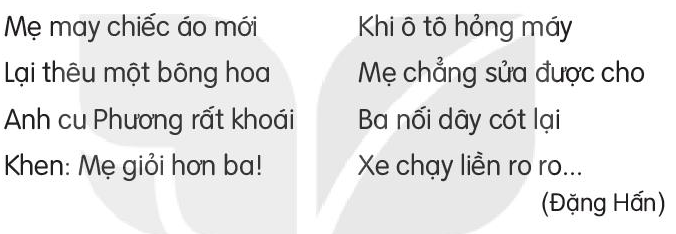 Mẹ may chiếc áo mới
Lại thêu một bông hoa
Anh cu Phương rất khoái
Khen: Mẹ giỏi hơn ba!
Khi ô tô hỏng máy
Mẹ chẳng sửa được cho
Ba nối dây cót lại
Xe chạy liền ro ro...
(Đặng Hấn)